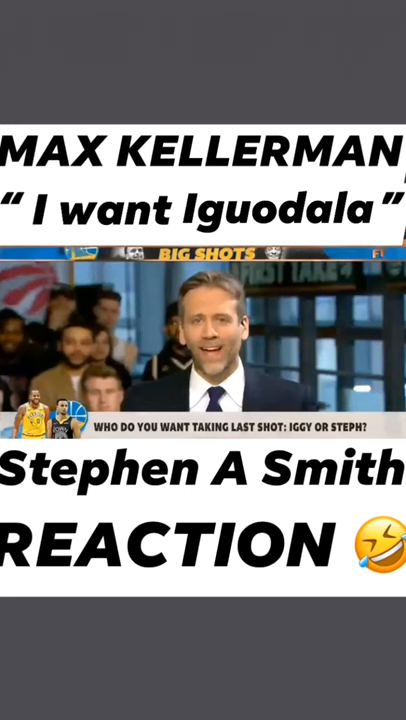 MAX KELLERMAN
“ I want Iguodala”
BIG SHOTS
FIRST TAKE
WHO DO YOU WANT TAKING LAST SHOT: IGGY OR STEPH?
Stephen A Smith
REACTION 🤣